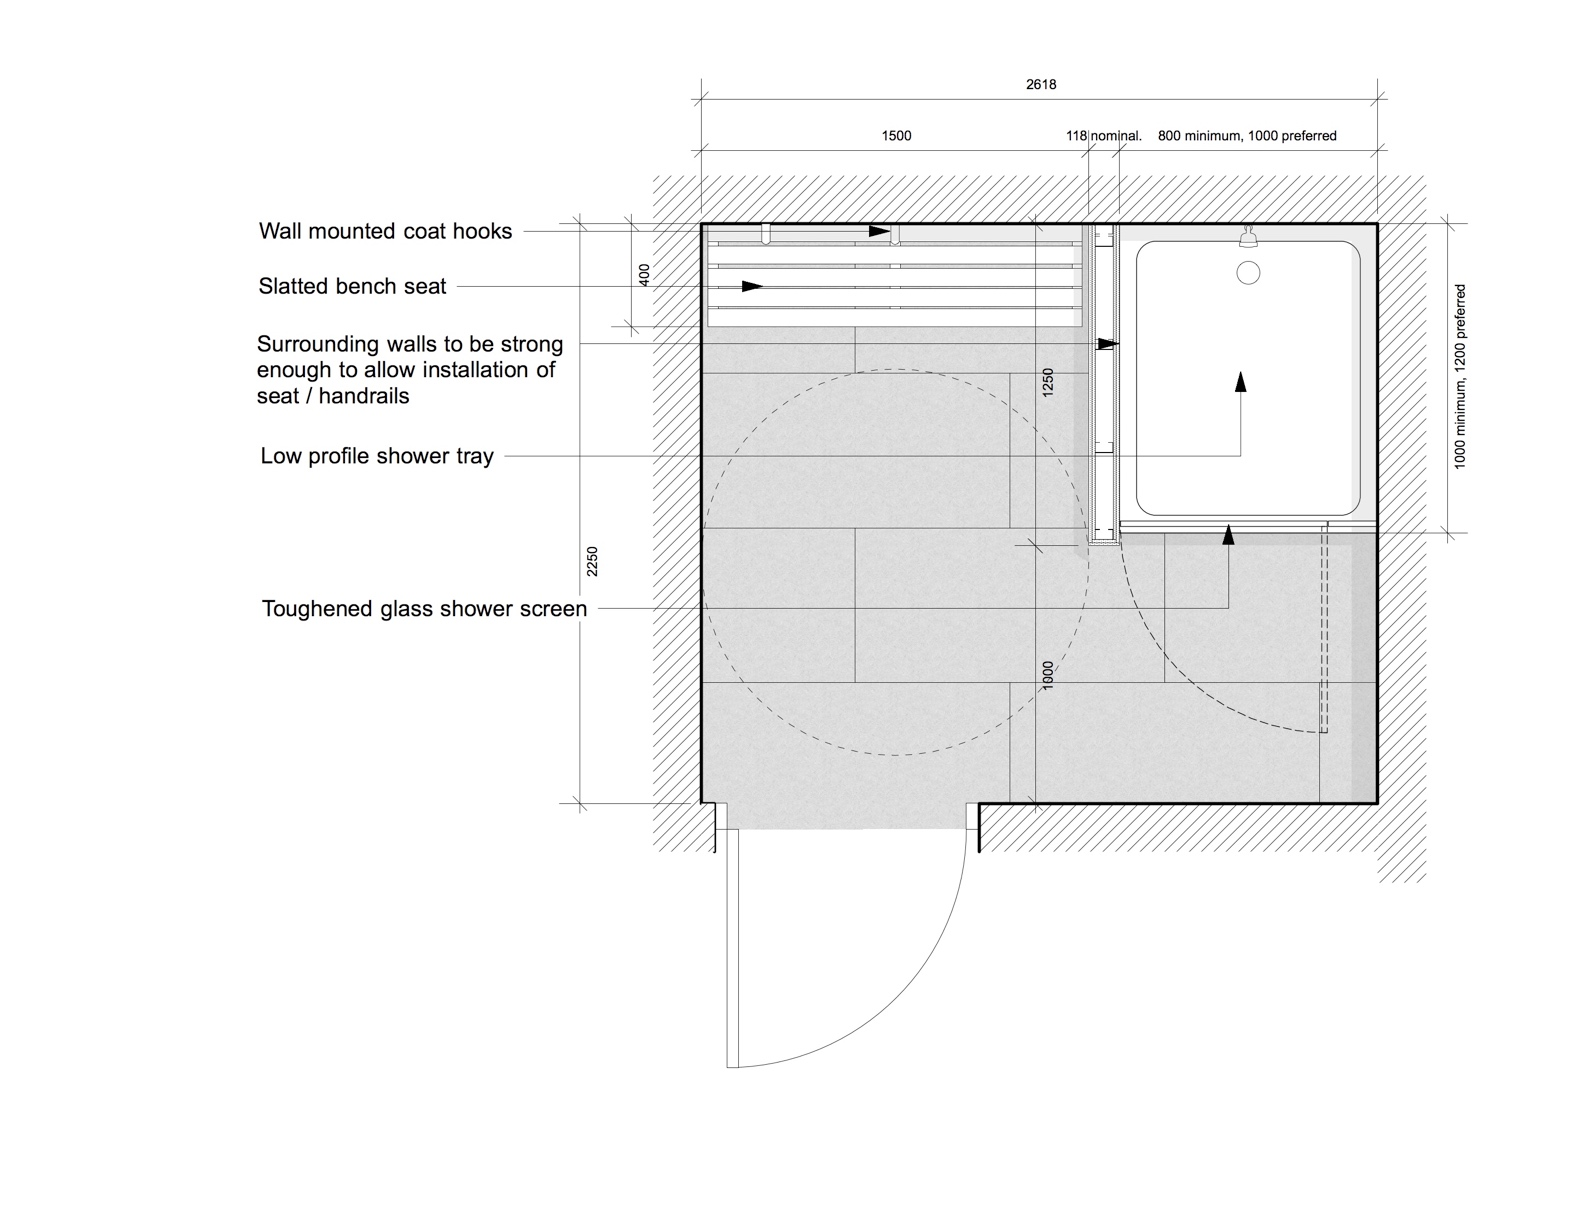 2618
1500
118 nominal.
800 minimum, 1000 preferred
Wall mounted coat hooks
400
Slatted bench seat
Surrounding walls to be strong
enough to allow installation of
seat / handrails
1250
1000 minimum, 1200 preferred
Low profile shower tray
2250
Toughened glass shower screen
1000